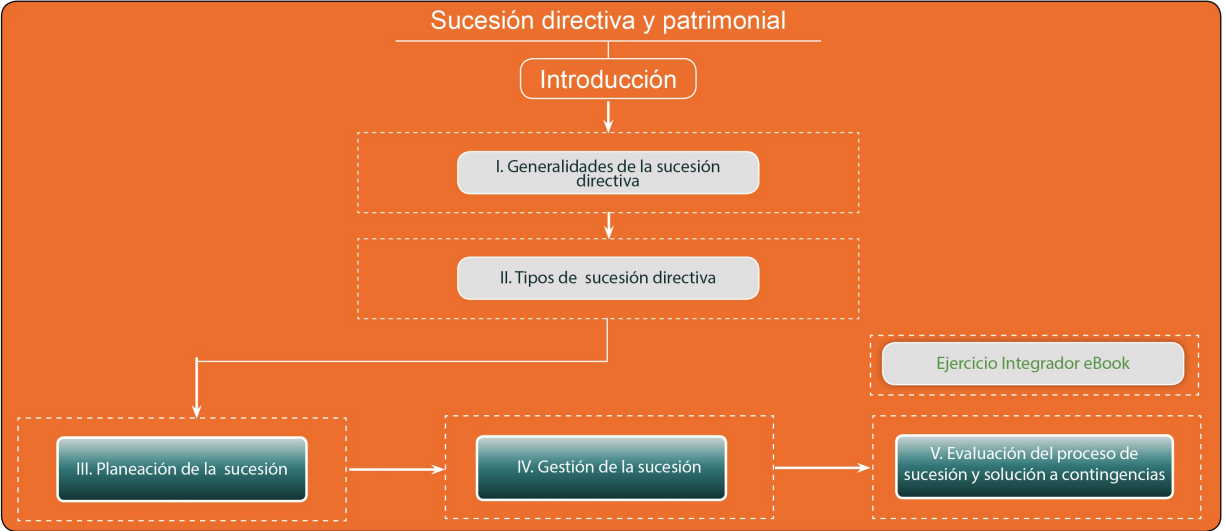 Sucesión directiva y patrimonial
Introducción
I. Generalidades de la sucesión
directiva
II. Tipos de sucesión directiva
Ejercicio Integrador eBook
III. Planeación de la sucesión
IV. Gestión de la sucesión
V. Evaluación del proceso de
sucesión y solución a contingencias